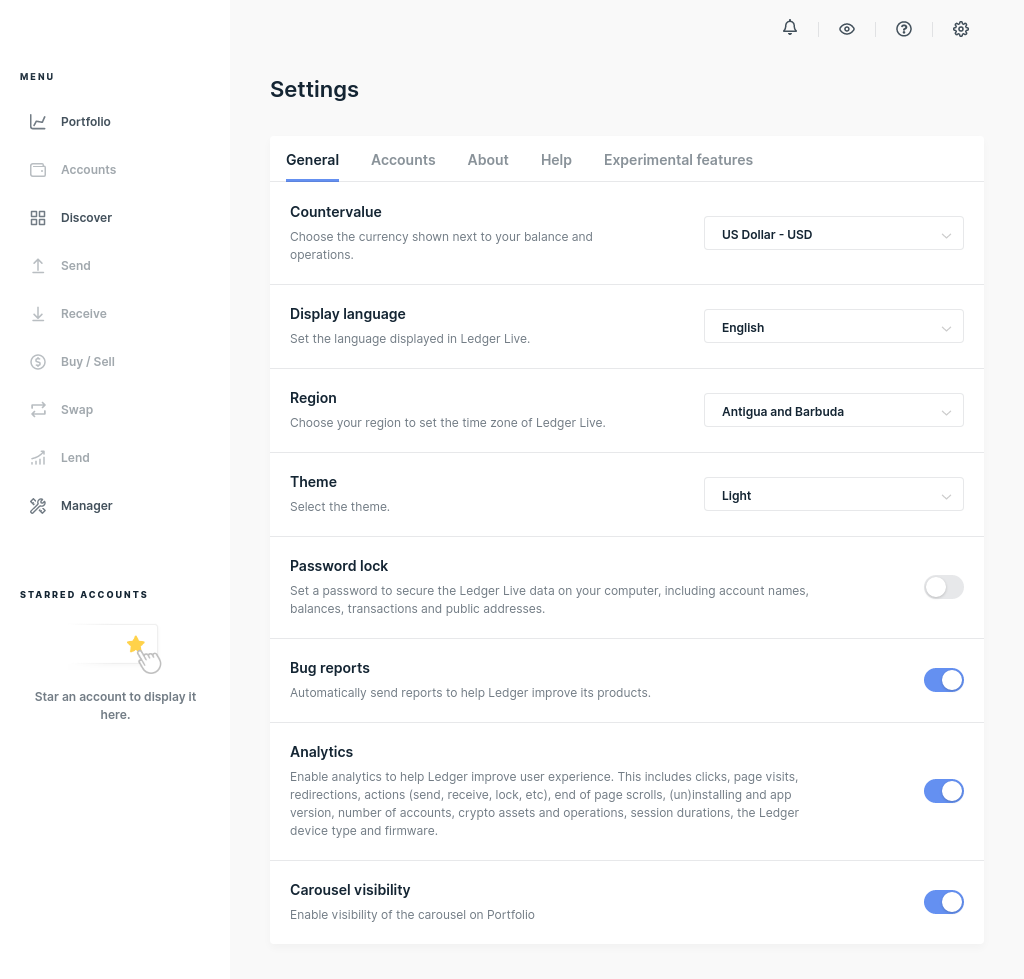 MENU
Portfolio
Accounts
Discover
Send
Receive
Buy / Sell
Swap
Lend
Manager
STARRED ACCOUNTS
Star an account to display it
here.
Settings
General Accounts About Help Experimental features
Countervalue
Choose the currency shown next to your balance and
operations.
US Dollar - USD
Display language
Set the language displayed in Ledger Live.
English
Region
Choose your region to set the time zone of Ledger Live.
Antigua and Barbuda
Theme
Select the theme.
Light
Password lock
Set a password to secure the Ledger Live data on your computer, including account names,
balances, transactions and public addresses.
Bug reports
Automatically send reports to help Ledger improve its products.
Analytics
Enable analytics to help Ledger improve user experience. This includes clicks, page visits,
redirections, actions (send, receive, lock, etc), end of page scrolls, (un)installing and app
version, number of accounts, crypto assets and operations, session durations, the Ledger
device type and firmware.
Carousel visibility
Enable visibility of the carousel on Portfolio